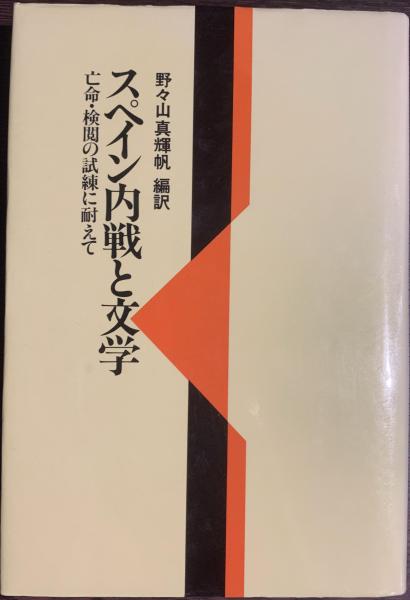 野々山真輝帆 編訳
スペイン内戦と文学
亡命・検閲の試練に耐えて